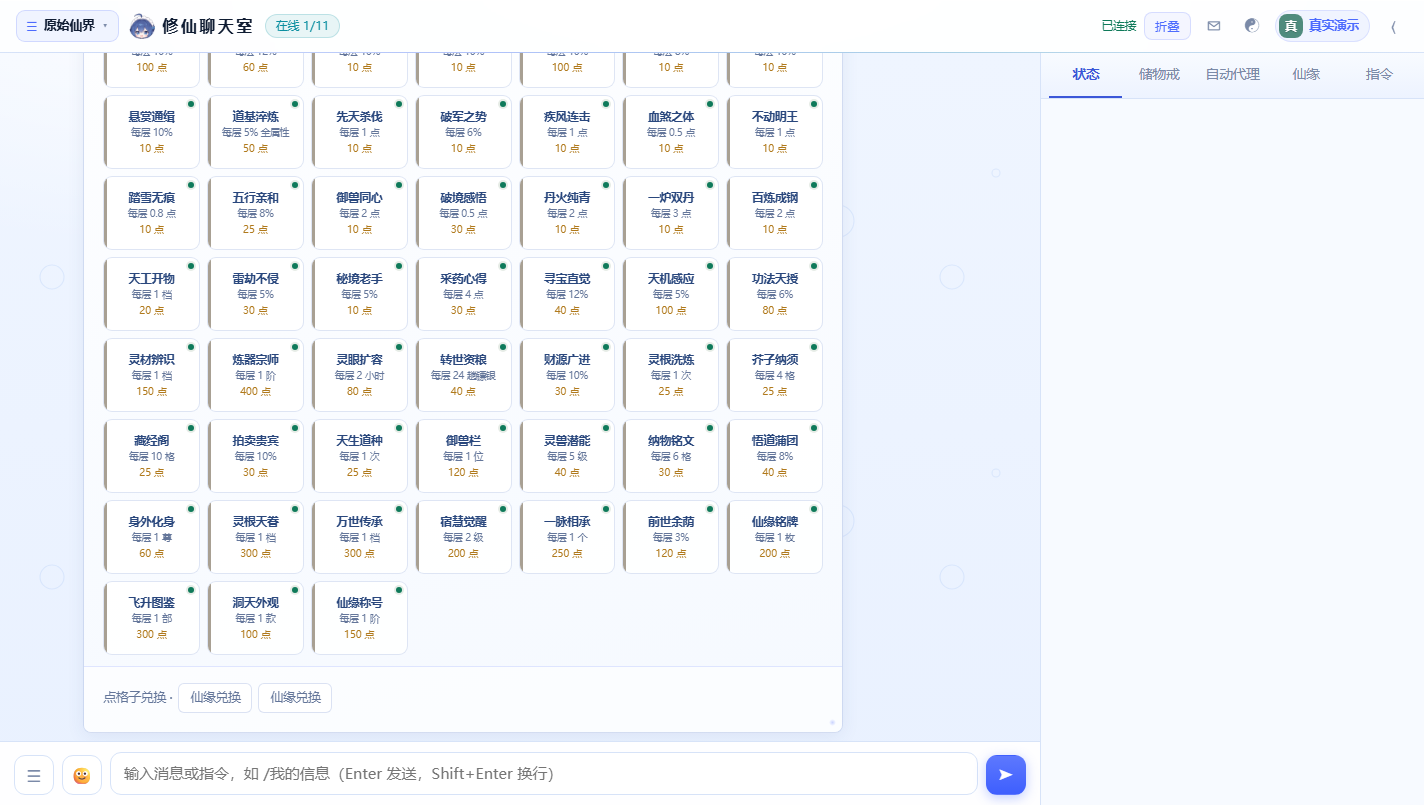 原始仙界
修仙聊天室
在线 1/11
已连接
折叠
真
真实演示
状态
储物戒
自动代理
仙缘
指令
100 点
60 点
10 点
10 点
100 点
10 点
10 点
悬赏通缉
每层 10%
10 点
道基淬炼
每层 5% 全属性
50 点
先天杀伐
每层 1 点
10 点
破军之势
每层 6%
10 点
疾风连击
每层 1 点
10 点
血煞之体
每层 0.5 点
10 点
不动明王
每层 1 点
10 点
踏雪无痕
每层 0.8 点
10 点
五行亲和
每层 8%
25 点
御兽同心
每层 2 点
10 点
破境感悟
每层 0.5 点
30 点
丹火纯青
每层 2 点
10 点
一炉双丹
每层 3 点
10 点
百炼成钢
每层 2 点
10 点
天工开物
每层 1 档
20 点
雷劫不侵
每层 5%
30 点
秘境老手
每层 5%
10 点
采药心得
每层 4 点
30 点
寻宝直觉
每层 12%
40 点
天机感应
每层 5%
100 点
功法天授
每层 6%
80 点
灵材辨识
每层 1 档
150 点
炼器宗师
每层 1 阶
400 点
灵眼扩容
每层 2 小时
80 点
转世资粮
每层 24 趟镖银
40 点
财源广进
每层 10%
30 点
灵根洗炼
每层 1 次
25 点
芥子纳须
每层 4 格
25 点
藏经阁
每层 10 格
25 点
拍卖贵宾
每层 10%
30 点
天生道种
每层 1 次
25 点
御兽栏
每层 1 位
120 点
灵兽潜能
每层 5 级
40 点
纳物铭文
每层 6 格
30 点
悟道蒲团
每层 8%
40 点
身外化身
每层 1 尊
60 点
灵根天眷
每层 1 档
300 点
万世传承
每层 1 档
300 点
宿慧觉醒
每层 2 级
200 点
一脉相承
每层 1 个
250 点
前世余荫
每层 3%
120 点
仙缘铭牌
每层 1 枚
200 点
飞升图鉴
每层 1 部
300 点
洞天外观
每层 1 款
100 点
仙缘称号
每层 1 阶
150 点
点格子兑换 ·
仙缘兑换
仙缘兑换
输入消息或指令，如 /我的信息（Enter 发送，Shift+Enter 换行）